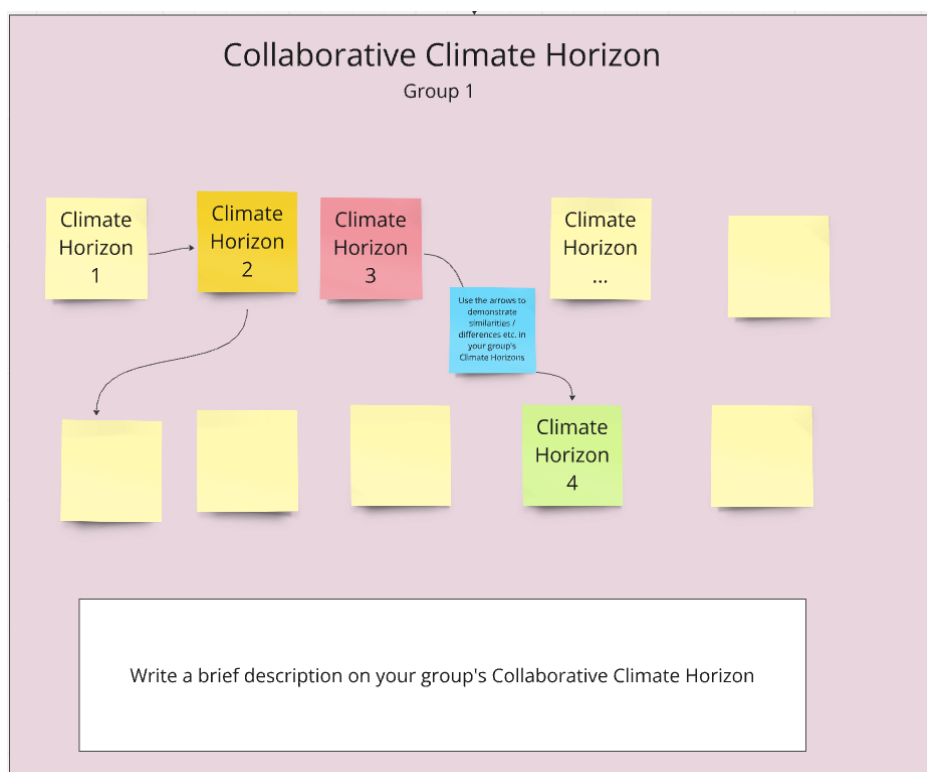 Collaborative Climate Horizon
Group 1
Climate
Horizon
1
Climate
Horizon
2
Climate
Horizon
3
Climate
Horizon
...
Use the arrows to
demonstrate
similarities /
differences etc. in
your group's
Climate Horizons
Climate
Horizon
4
Write a brief description on your group's Collaborative Climate Horizon